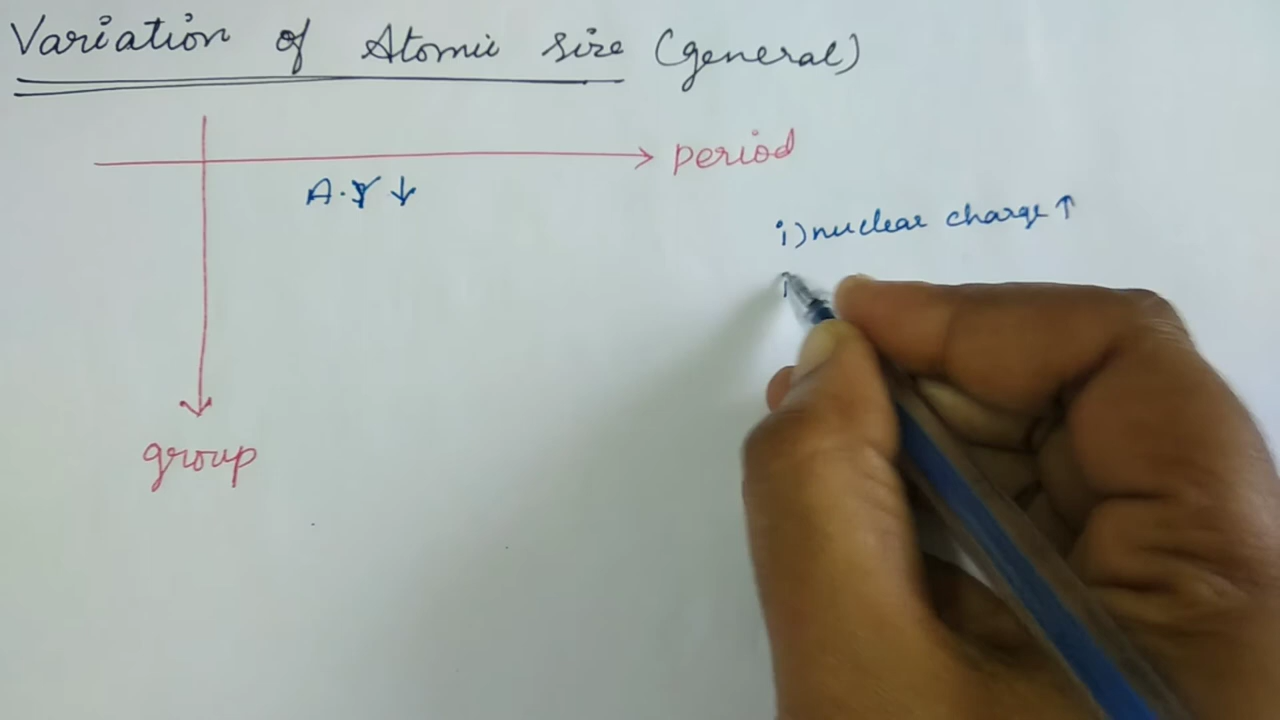 Variation of Atomic size (general)
period
A.r ↓
i) nuclear charge ↑
i
group